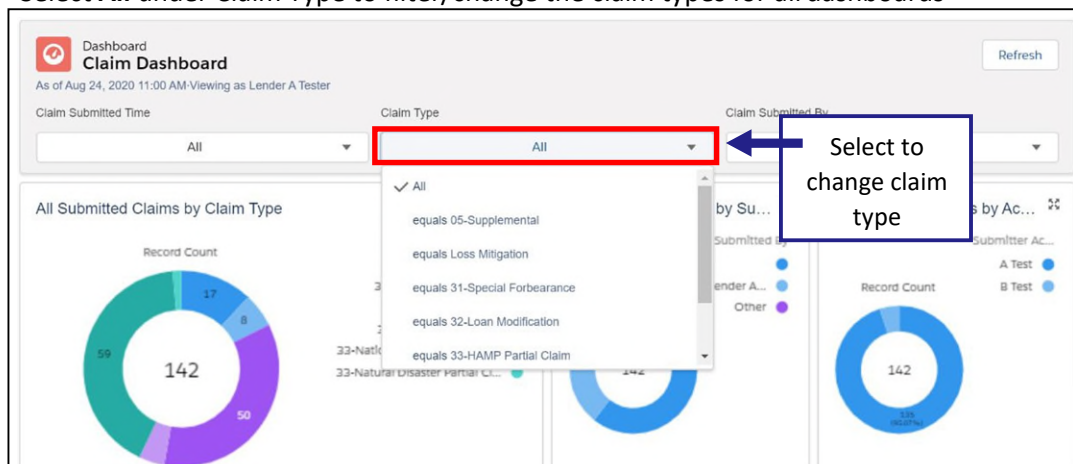 Select All under Claim Type to filter/change the claim types for all dashboards
Dashboard
Claim Dashboard
Refresh
As of Aug 24, 2020 11:00 AM·Viewing as Lender A Tester
Claim Submitted Time
Claim Type
Claim Submitted By
All
All
Select to
change claim
type
All
equals 05-Supplemental
equals Loss Mitigation
equals 31-Special Forbearance
equals 32-Loan Modification
equals 33-HAMP Partial Claim
All Submitted Claims by Claim Type
Record Count
17
8
59
142
50
3
33-Natio
33-Natural Disaster Partial Cl...
by Su...
Submitted By
ender A...
Other
142
s by Ac...
Submitter Ac...
A Test
B Test
Record Count
142
135